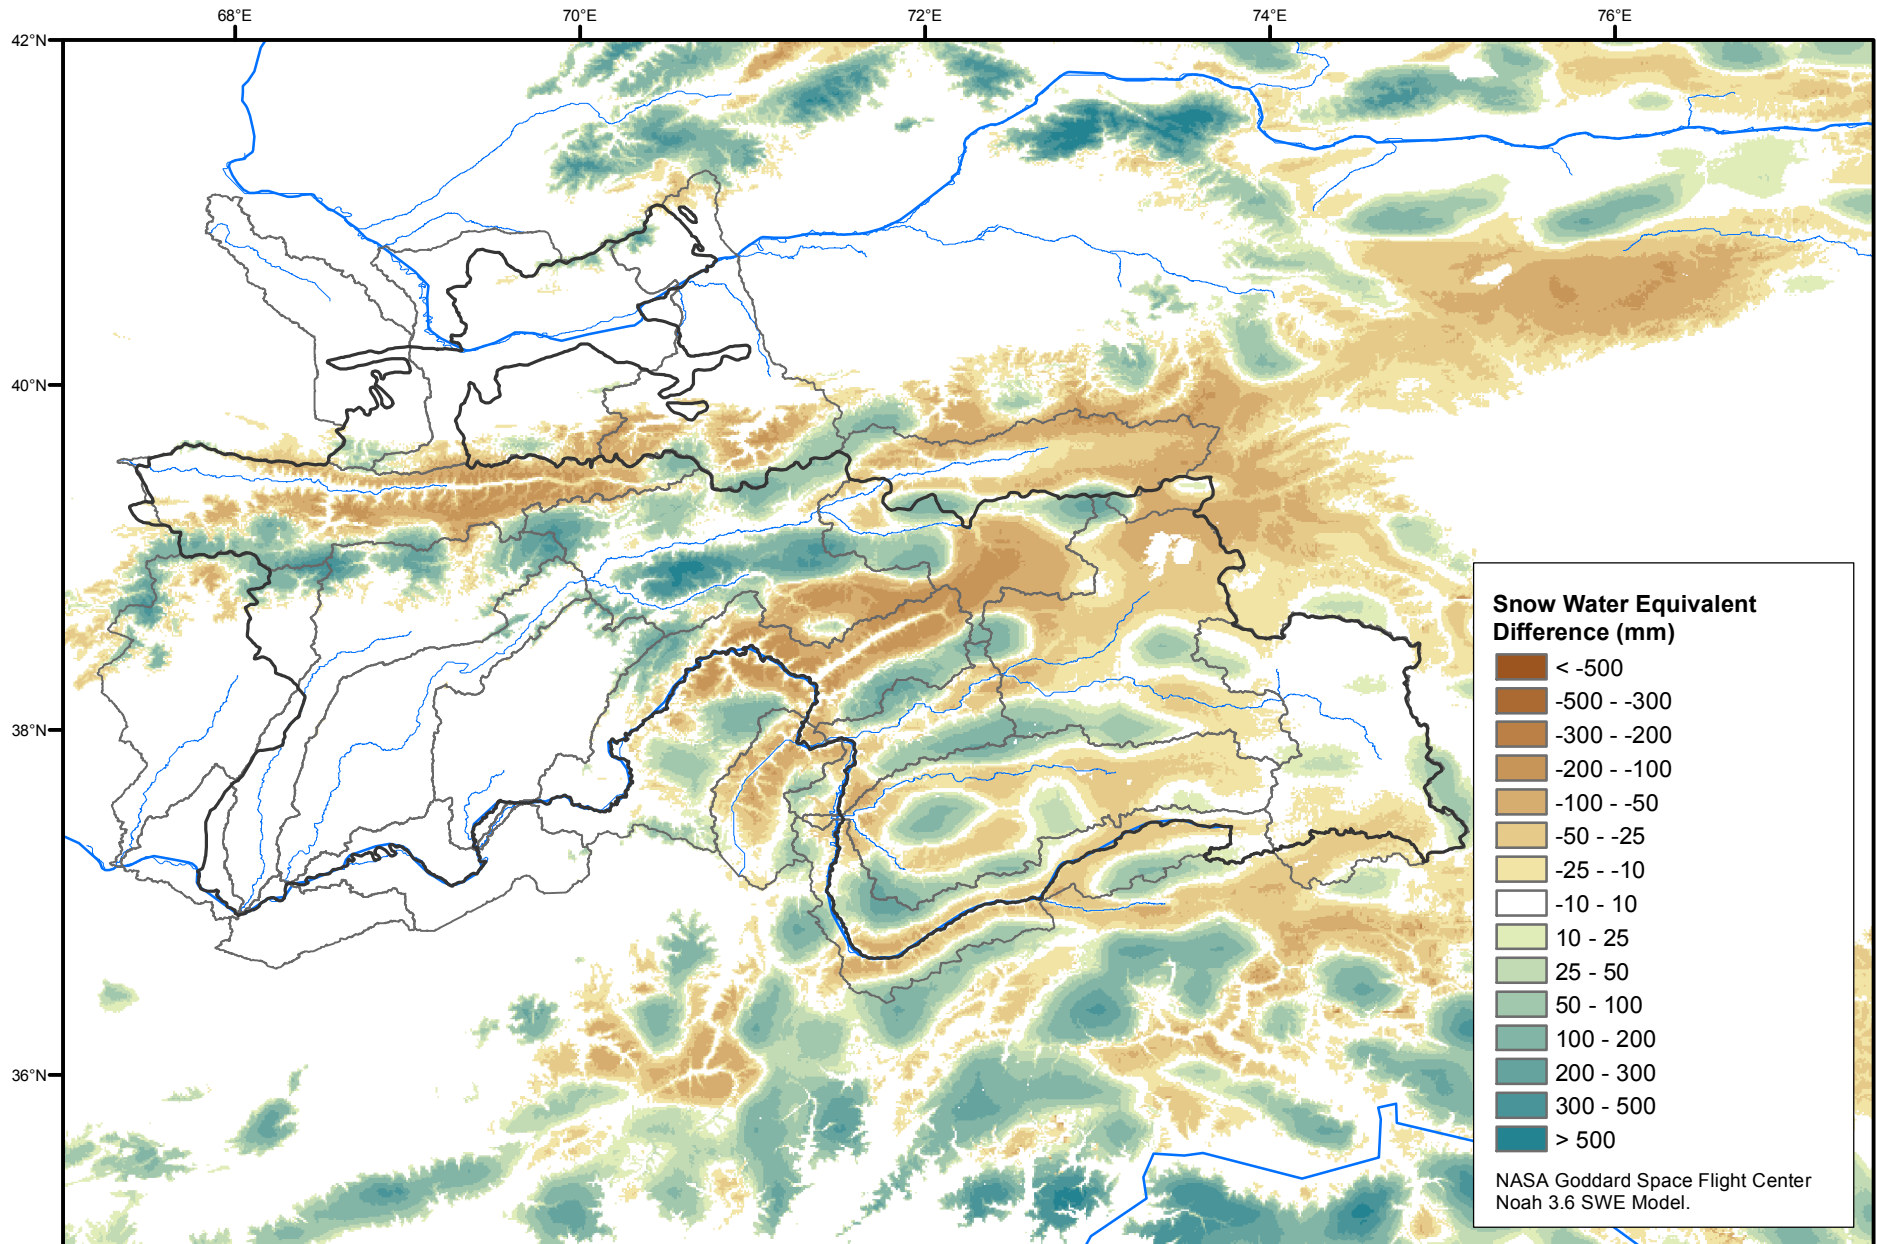 68°E 70°E 72°E 74°E 76°E
42°N
40°N
38°N
36°N
Snow Water Equivalent
Difference (mm)
< -500
-500 - -300
-300 - -200
-200 - -100
-100 - -50
-50 - -25
-25 - -10
-10 - 10
10 - 25
25 - 50
50 - 100
100 - 200
200 - 300
300 - 500
> 500
NASA Goddard Space Flight Center
Noah 3.6 SWE Model.